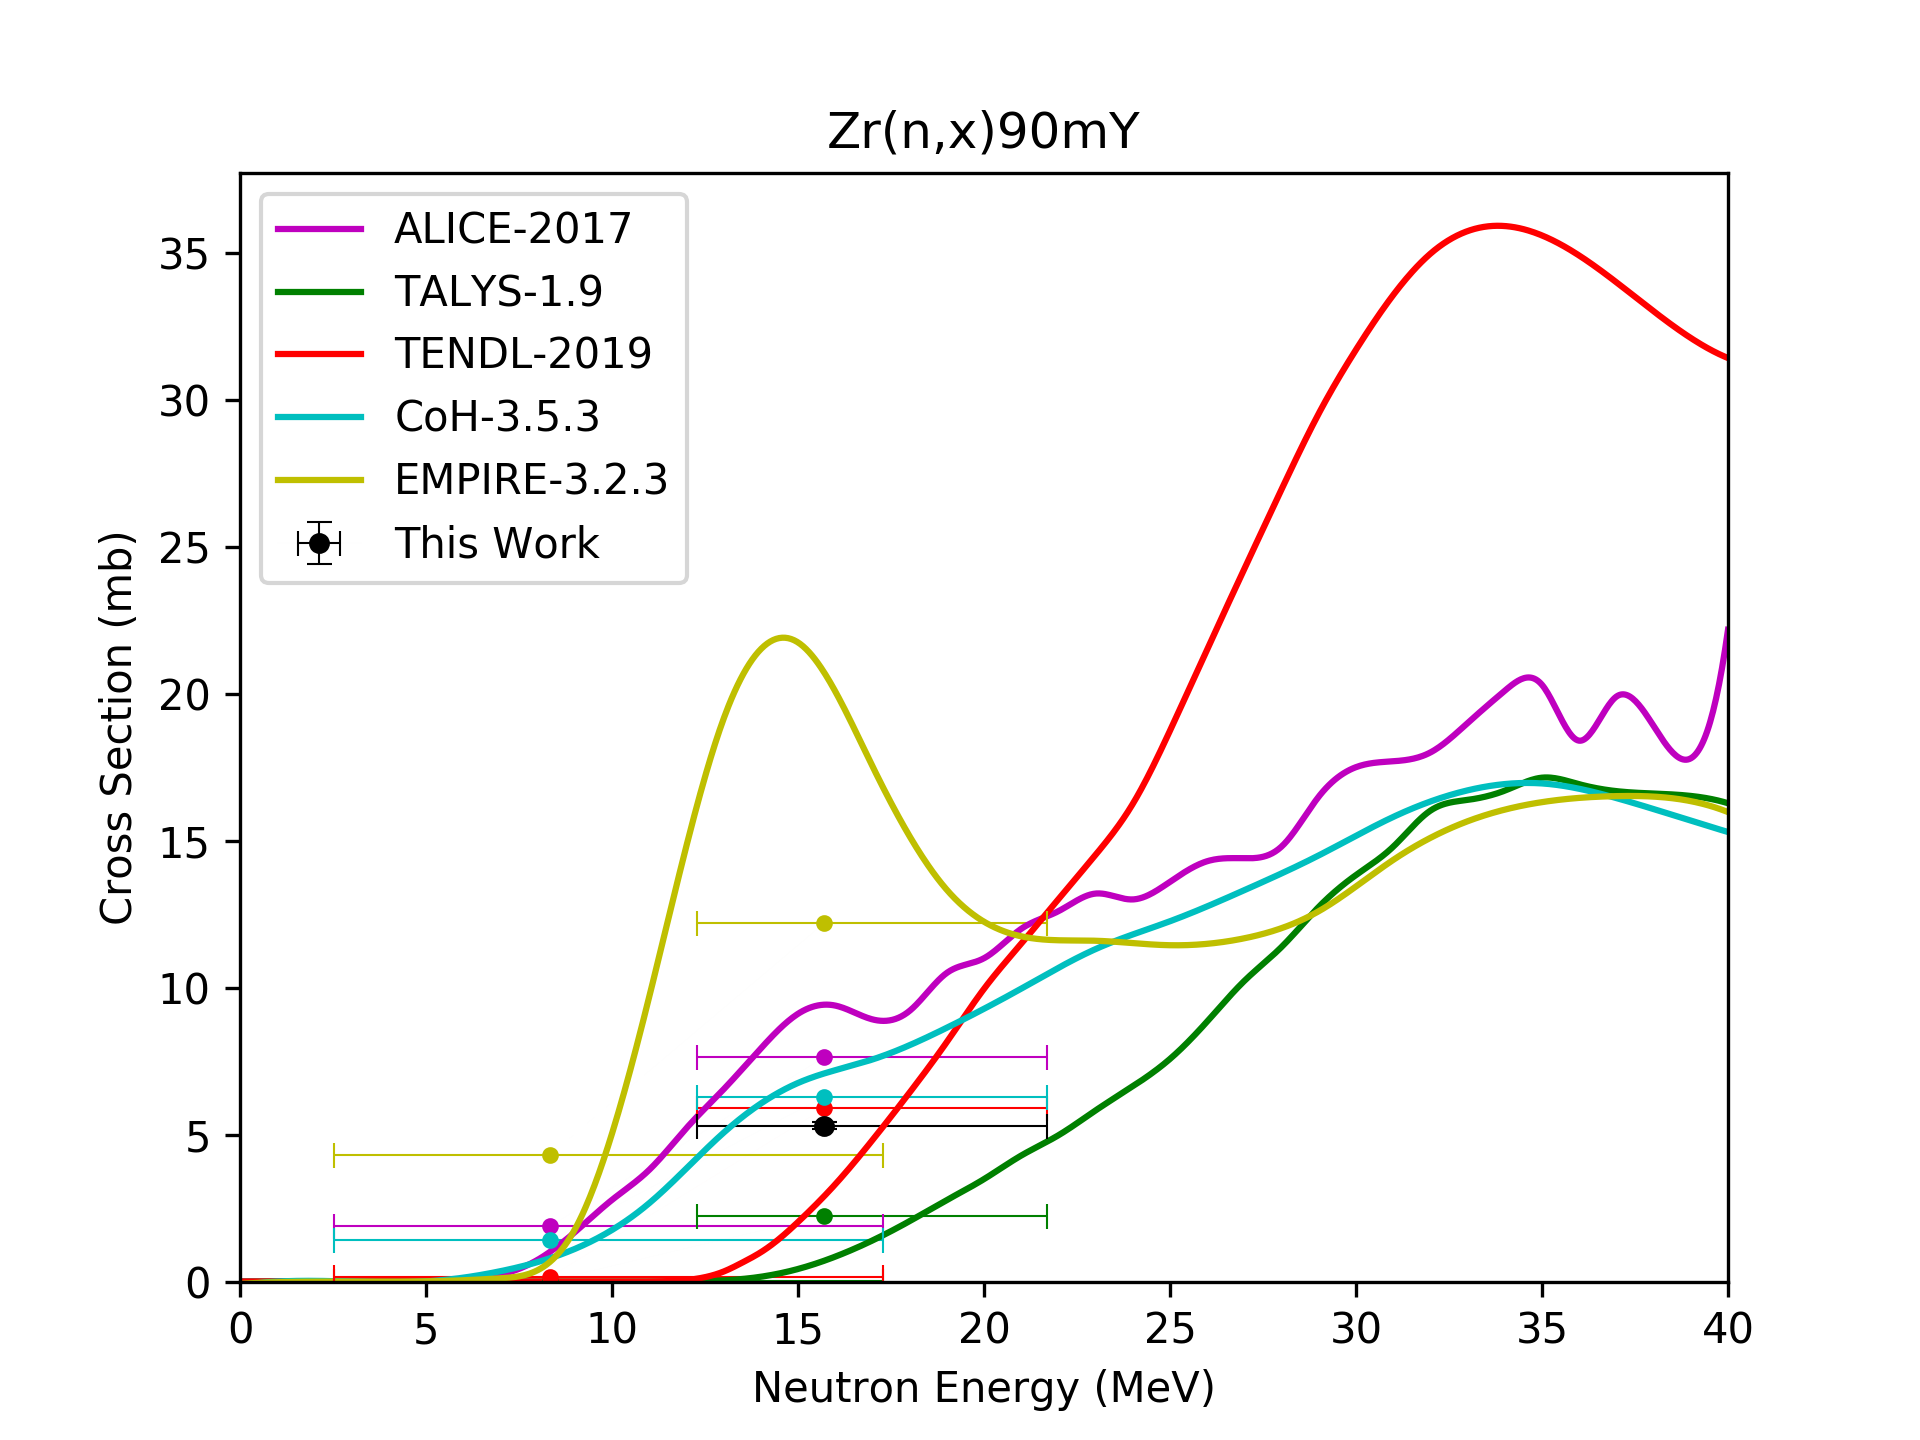 Zr(n,x)90mY
ALICE-2017
TALYS-1.9
TENDL-2019
CoH-3.5.3
EMPIRE-3.2.3
This Work
Cross Section (mb)
35
30
25
20
15
10
5
0
0 5 10 15 20 25 30 35 40
Neutron Energy (MeV)